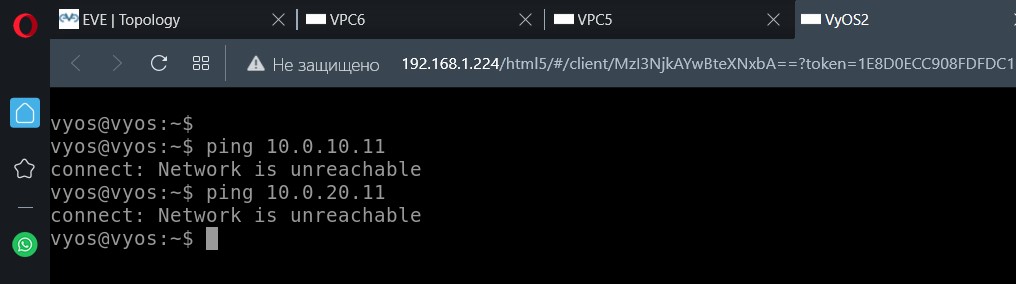 EVE | Topology
VPC6
VPC5
VyOS2
Не защищено 192.168.1.224/html5/#/client/MzI3NjkAYwBteXNxbA==?token=1E8D0ECC908FDFDC1
vyos@vyos:~$
vyos@vyos:~$ ping 10.0.10.11
connect: Network is unreachable
vyos@vyos:~$ ping 10.0.20.11
connect: Network is unreachable
vyos@vyos:~$